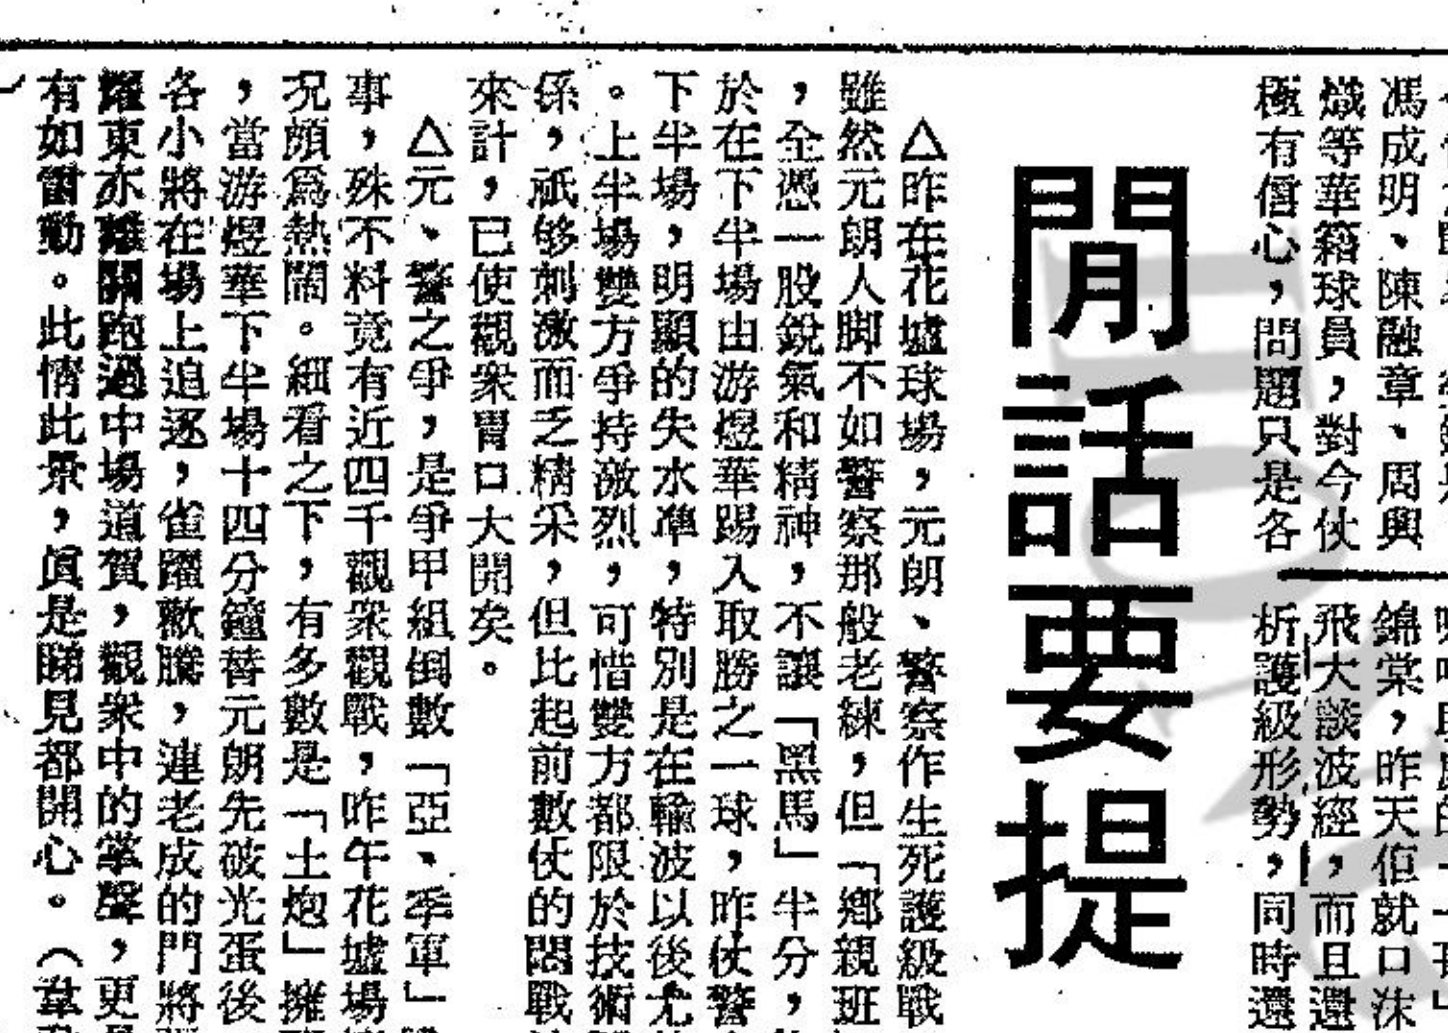 馮成明、陳融章、周興
熾等華籍球員，對今仗
極有信心，問題只是各
錦棠，昨天佢就口沫
飛大談波經，而且還
析護級形勢，同時還
閒話要提
△昨在花墟球場，元朗、警察作生死護級戰
雖然元朗人脚不如警察那般老練，但「鄉親班
，全憑一股銳氣和精神，不讓「黑馬」半分，
於在下半場由游煜華踢入取勝之一球，昨仗警
下半場，明顯的失水準，特別是在輸波以後尤
。上半場雙方爭持激烈，可惜雙方都限於技術
係，祇够刺激而乏精采，但比起前數仗的悶戰
來計，已使觀衆胃口大開矣。
△元、警之爭，是爭甲組倒數「亞、季軍」
事，殊不料竟有近四千觀衆觀戰，昨午花墟場
况頗爲熱鬧。細看之下，有多數是「土炮」擁
，當游煜華下半場十四分鐘替元朗先破光蛋後
各小將在場上追逐，雀躍歡騰，連老成的門將
耀東亦離開跑過中場道賀，觀衆中的掌聲，更
有如雷動。此情此景，眞是睇見都開心。（韋